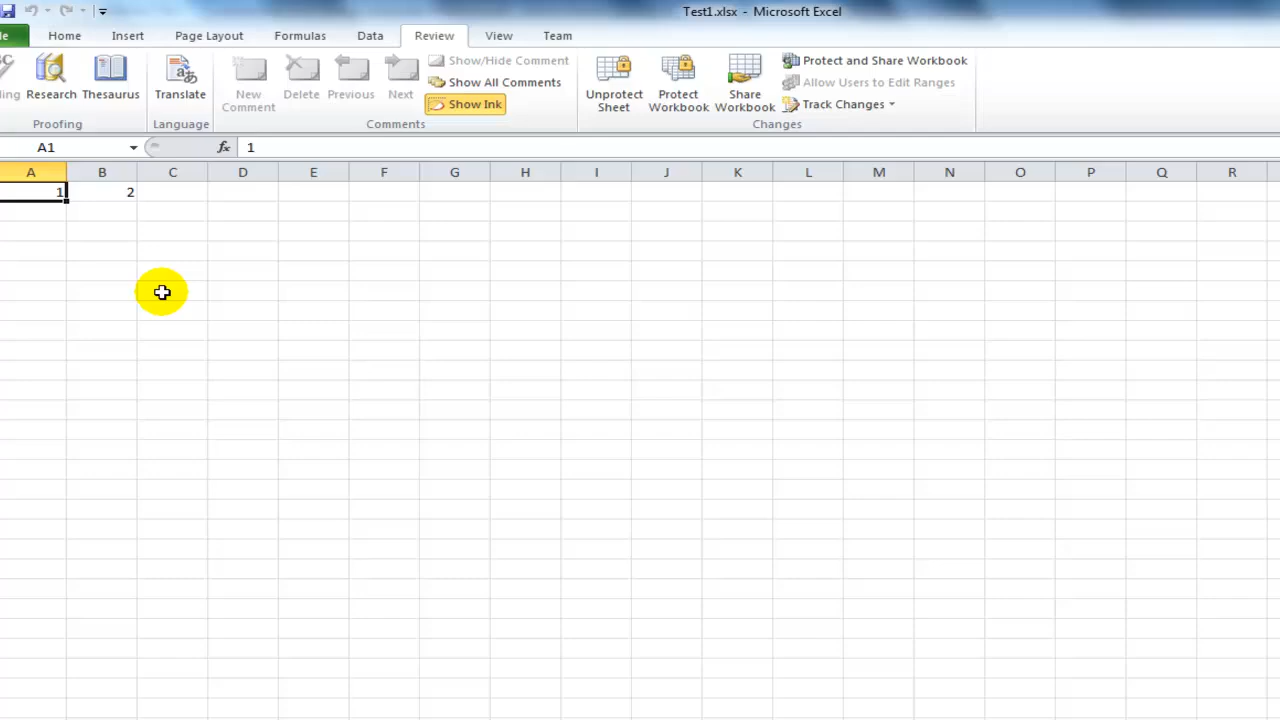 Test1.xlsx - Microsoft Excel
le Home Insert Page Layout Formulas Data Review View Team
Research Thesaurus Translate New Comment Delete Previous Next
Show/Hide Comment
Show All Comments
Show Ink
Unprotect Sheet Protect Workbook Share Workbook
Protect and Share Workbook
Allow Users to Edit Ranges
Track Changes
Proofing Language Comments Changes
A1 fx 1
A B C D E F G H I J K L M N O P Q R
1 2